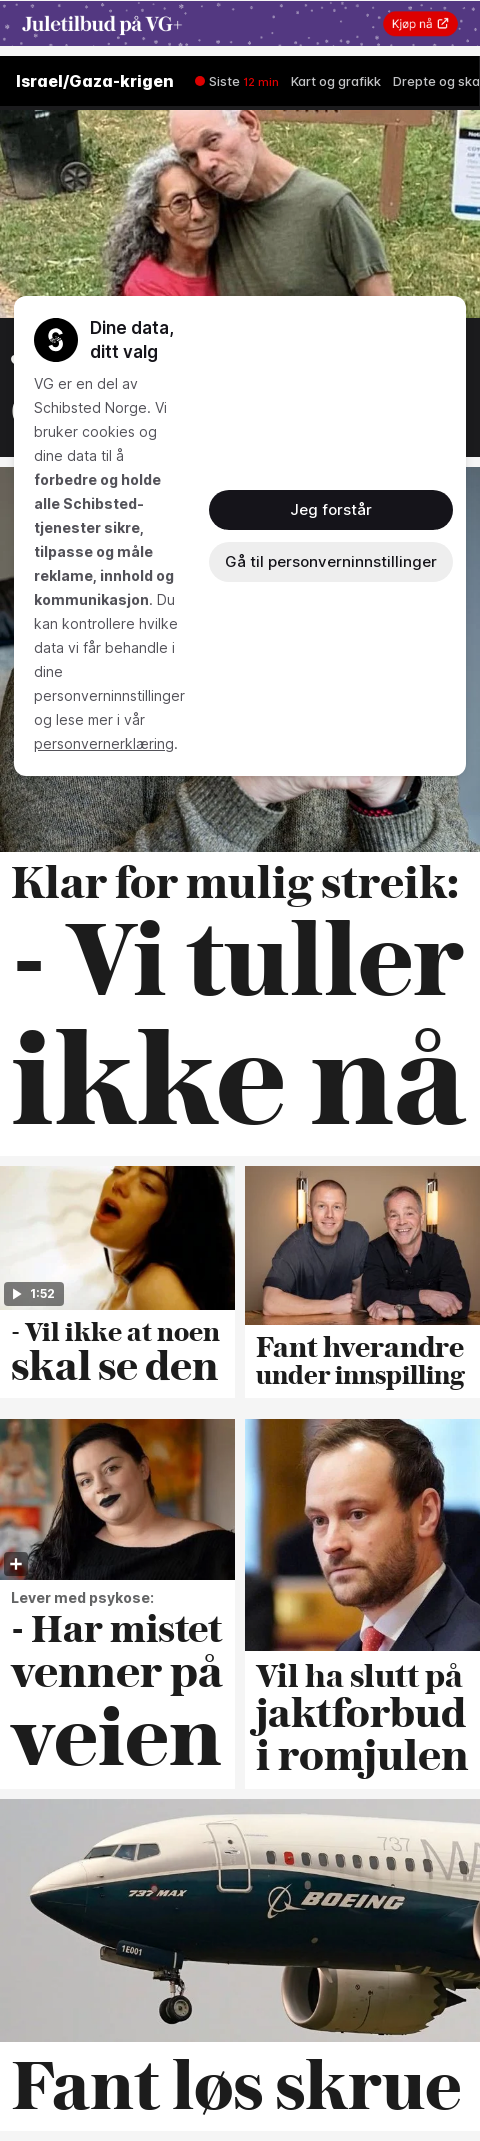 Juletilbud på VG+
Kjøp nå
Israel/Gaza-krigen
Siste 12 min Kart og grafikk Drepte og ska
Dine data,
ditt valg
VG er en del av
Schibsted Norge. Vi
bruker cookies og
dine data til å
forbedre og holde
alle Schibsted-
tjenester sikre,
tilpasse og måle
reklame, innhold og
kommunikasjon. Du
kan kontrollere hvilke
data vi får behandle i
dine
personverninnstillinger
og lese mer i vår
personvernerklæring.
Jeg forstår
Gå til personverninnstillinger
Klar for mulig streik:
- Vi tuller
ikke nå
1:52
- Vil ikke at noen
skal se den
Fant hverandre
under innspilling
Lever med psykose:
- Har mistet
venner på
veien
Vil ha slutt på
jaktforbud
i romjulen
737
737 MAX
BOEING
1E001
Fant løs skrue